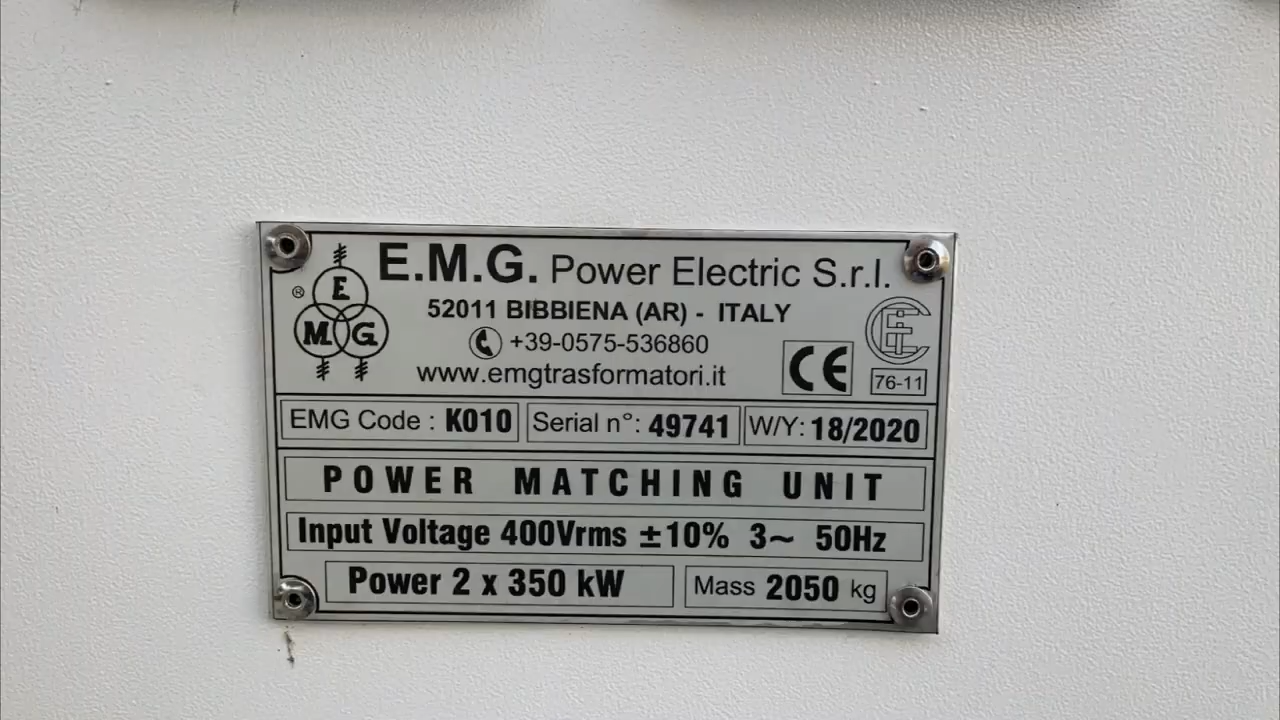 E.M.G. Power Electric S.r.l.
52011 BIBBIENA (AR) - ITALY
+39-0575-536860
www.emgtrasformatori.it
® E M G
CE
CEI
76-11
EMG Code : K010 Serial n°: 49741 W/Y: 18/2020
POWER MATCHING UNIT
Input Voltage 400Vrms ±10% 3~ 50Hz
Power 2 x 350 kW Mass 2050 kg